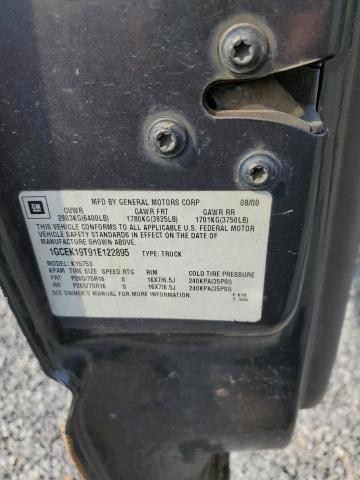 MFD BY GENERAL MOTORS CORP 08/00
GVWR GAWR FRT GAWR RR
2903KG(6400LB) 1780KG(3925LB) 1701KG(3750LB)
THIS VEHICLE CONFORMS TO ALL APPLICABLE U.S. FEDERAL MOTOR
VEHICLE SAFETY STANDARDS IN EFFECT ON THE DATE OF
MANUFACTURE SHOWN ABOVE.
1GCEK19T91E122895 TYPE: TRUCK
MODEL: K15753
KPAM TIRE SIZE SPEED RTG RIM COLD TIRE PRESSURE
FRT P265/75R16 S 16X7/6.5J 240KPA(35PSI)
RR P265/75R16 S 16X7/6.5J 240KPA(35PSI)
SEE OWNER'S MANUAL FOR ADDITIONAL INFORMATION
GM